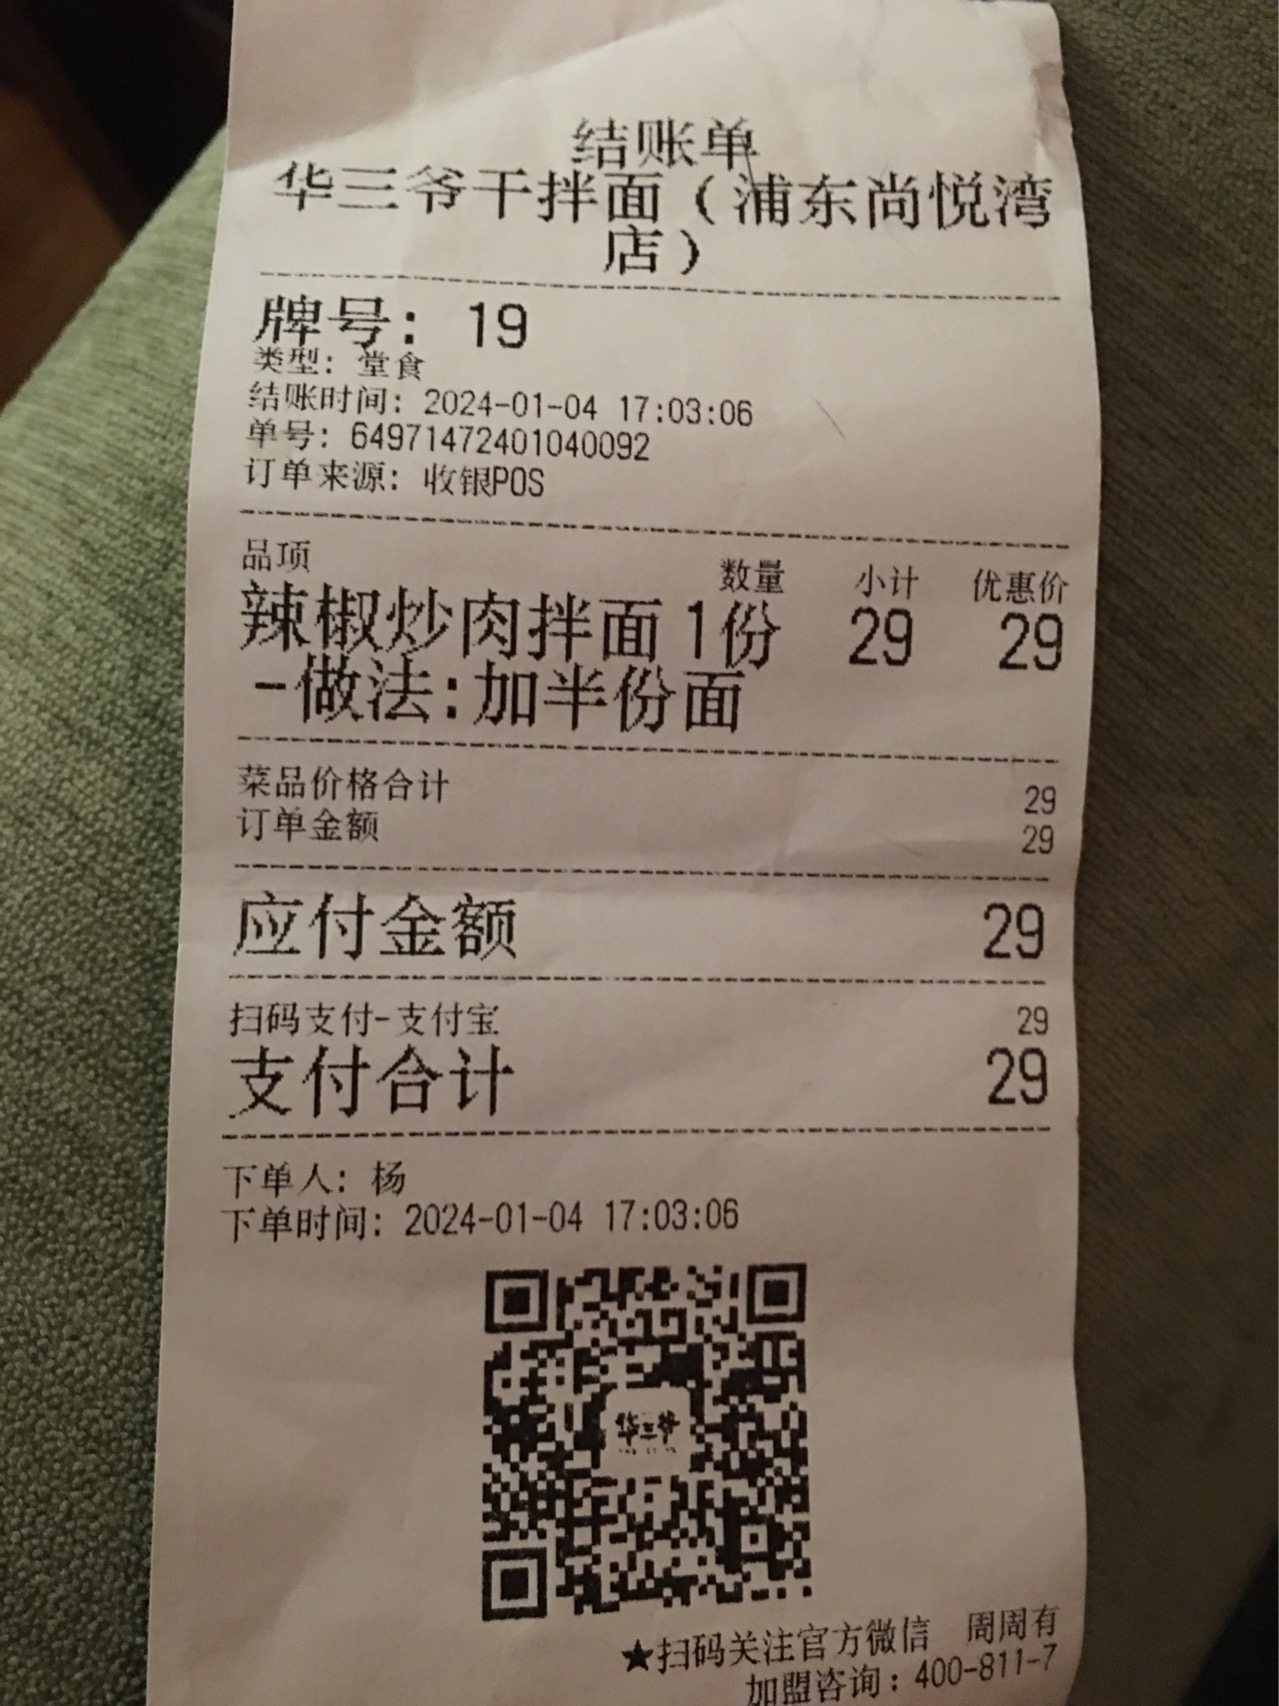 结账单
华三爷干拌面（浦东尚悦湾
店）
牌号： 19
类型：堂食
结账时间：2024-01-04 17:03:06
单号：64971472401040092
订单来源：收银POS
品项 数量 小计 优惠价
辣椒炒肉拌面 1份 29 29
-做法:加半份面
菜品价格合计 29
订单金额 29
应付金额 29
扫码支付-支付宝 29
支付合计 29
下单人：杨
下单时间：2024-01-04 17:03:06
华三爷
★扫码关注官方微信 周周有
加盟咨询：400-811-7